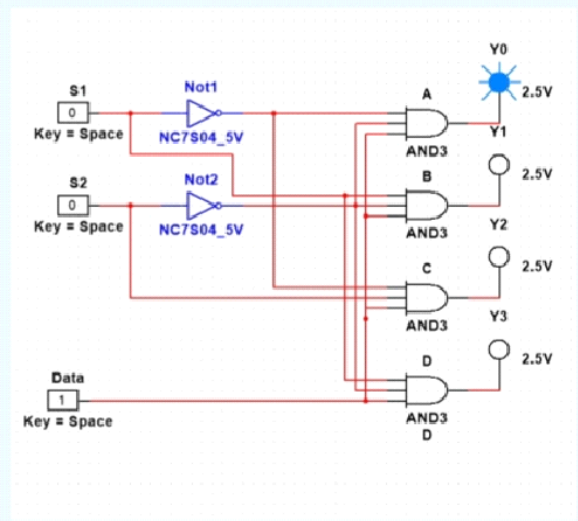 Y0
S1
Not1
A
2.5V
0
Key = Space
NC7S04_5V
Y1
AND3
S2
Not2
B
2.5V
0
Key = Space
NC7S04_5V
AND3
Y2
C
2.5V
AND3
Y3
Data
D
2.5V
1
Key = Space
AND3
D